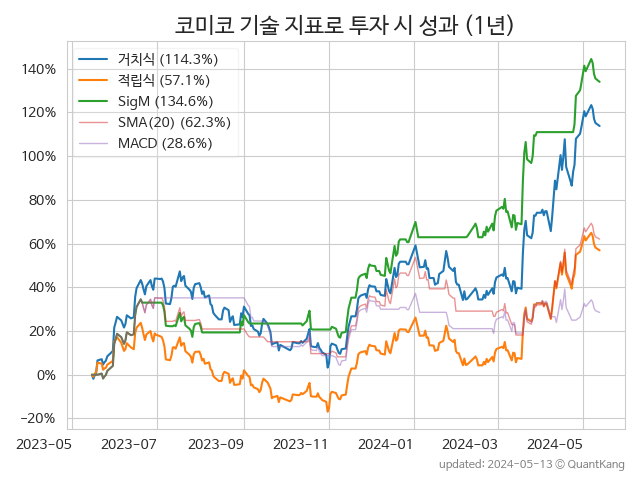 코미코 기술 지표로 투자 시 성과 (1년)
거치식 (114.3%)
적립식 (57.1%)
SigM (134.6%)
SMA(20) (62.3%)
MACD (28.6%)
140%
120%
100%
80%
60%
40%
20%
0%
−20%
2023-05
2023-07
2023-09
2023-11
2024-01
2024-03
2024-05
updated: 2024-05-13 © QuantKang